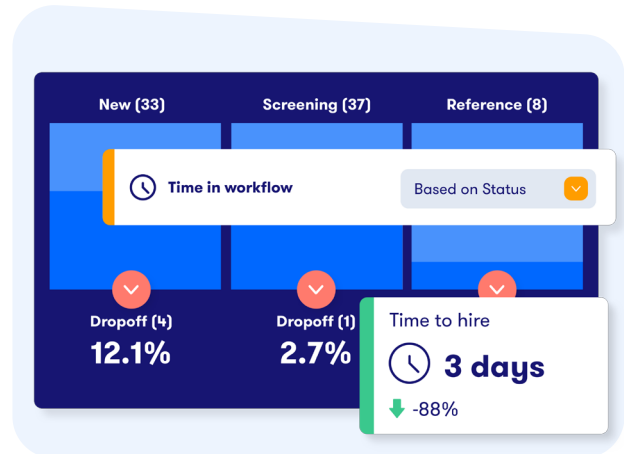 New (33)
Screening (37)
Reference (8)
Time in workflow
Based on Status
Dropoff (4)
12.1%
Dropoff (1)
2.7%
Time to hire
3 days
-88%